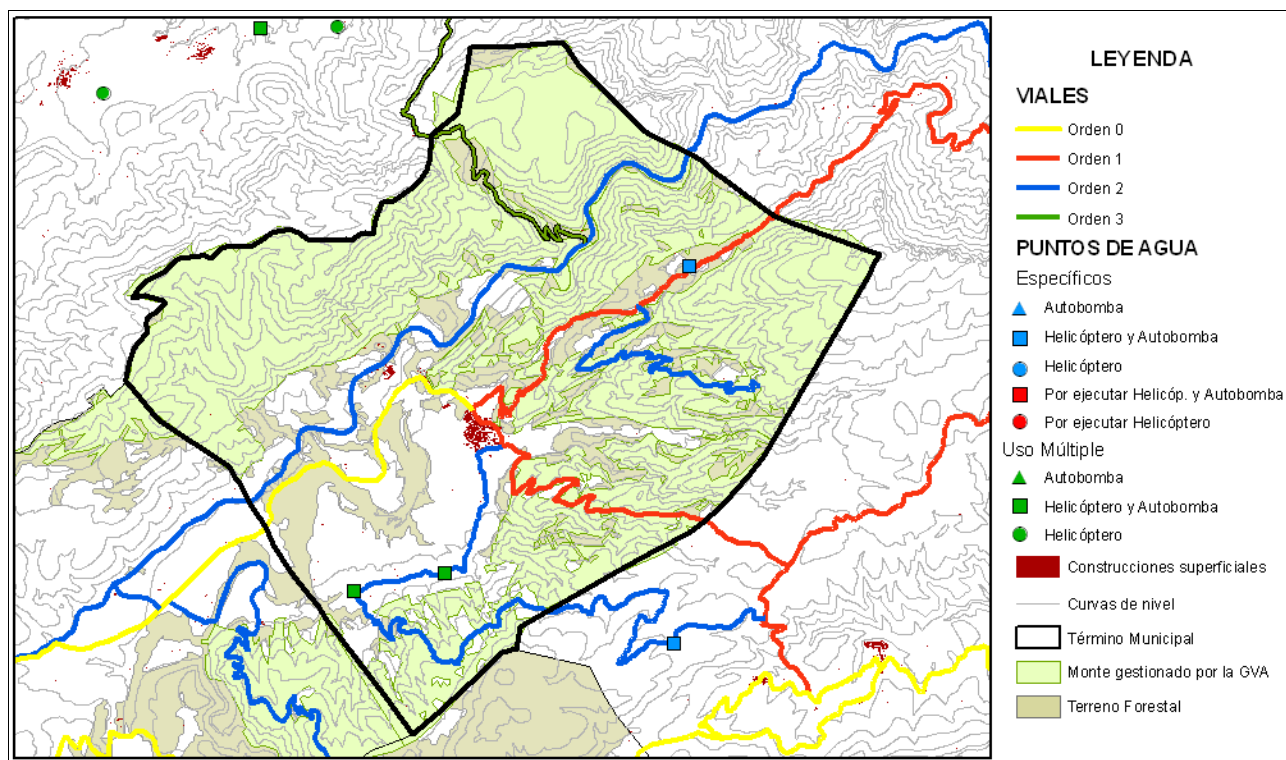 LEYENDA
VIALES
Orden 0
Orden 1
Orden 2
Orden 3
PUNTOS DE AGUA
Específicos
Autobomba
Helicóptero y Autobomba
Helicóptero
Por ejecutar Helicóp. y Autobomba
Por ejecutar Helicóptero
Uso Múltiple
Autobomba
Helicóptero y Autobomba
Helicóptero
Construcciones superficiales
Curvas de nivel
Término Municipal
Monte gestionado por la GVA
Terreno Forestal